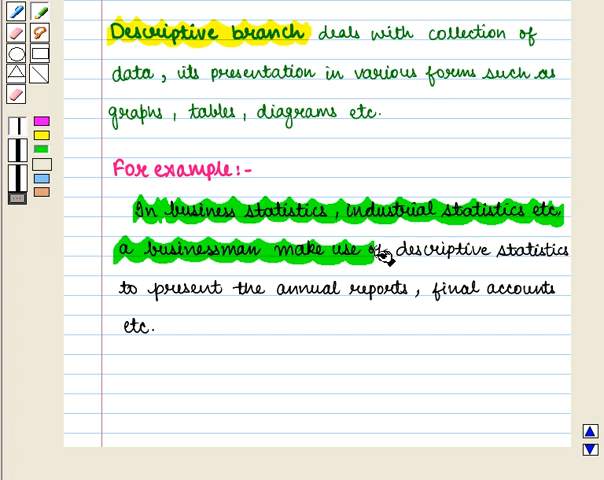 Descriptive branch deals with collection of
data, its presentation in various forms such as
graphs, tables, diagrams etc.
For example:-
In business statistics, industrial statistics etc,
a businessman make use of descriptive statistics
to present the annual reports, final accounts
etc.